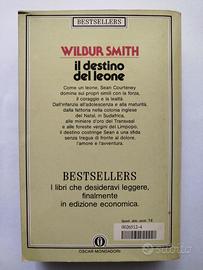 BESTSELLERS
WILBUR SMITH
il destino
del leone
Come un leone, Sean Courteney
domina sui propri simili con la forza,
il coraggio e la lealtà.
Dall'infanzia all'adolescenza e alla maturità,
dalla fattoria nella colonia inglese
del Natal, in Sudafrica,
alle miniere d'oro del Transvaal
e alle foreste vergini del Limpopo,
il destino costringe Sean a una sfida
senza tregua di fronte al dolore,
l'amore e l'avventura.
BESTSELLERS
I libri che desideravi leggere,
finalmente
in edizione economica.
0026512-4
OSCAR MONDADORI
subito